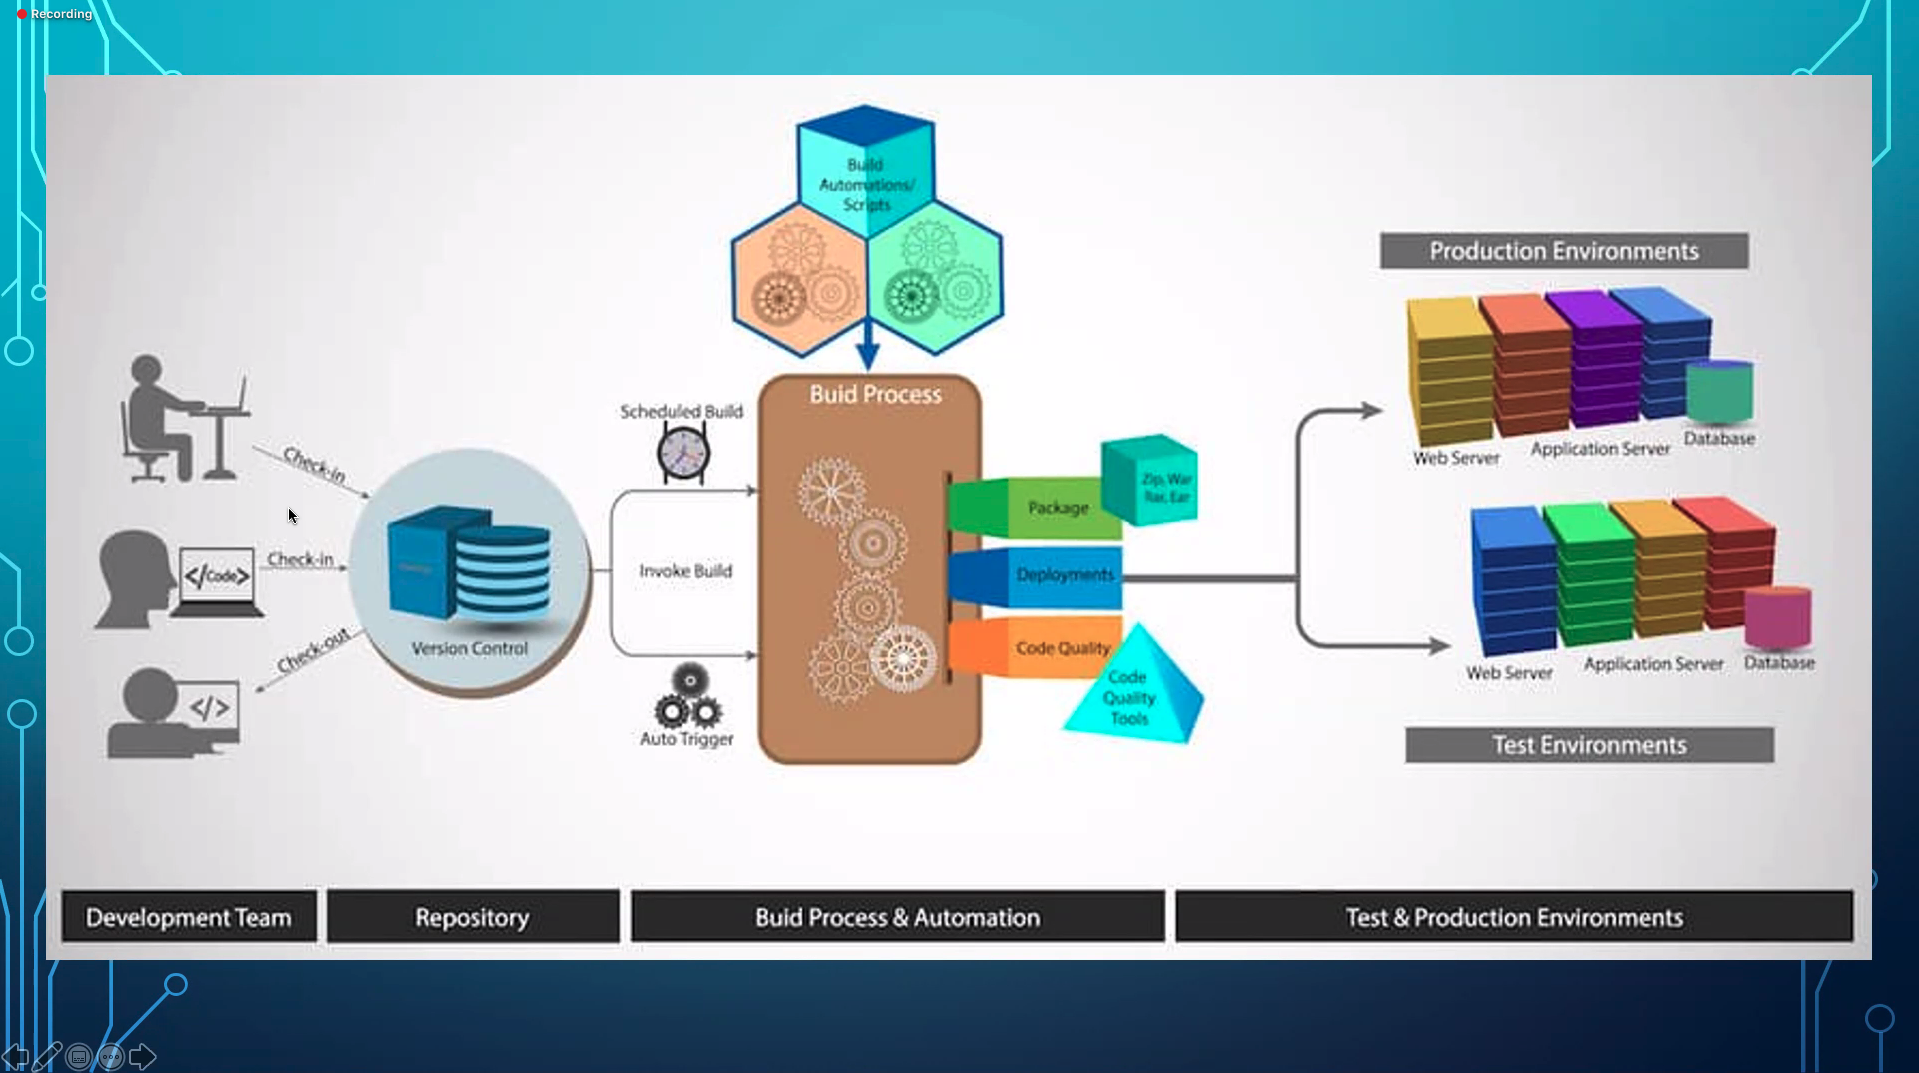 Recording
Build
Automations/
Scripts
Production Environments
Web Server
Application Server
Database
Scheduled Build
Buid Process
Check-in
Check-in
</Code>
Check-out
</>
Version Control
Invoke Build
Auto Trigger
Package
Zip, War
Rar, Ear
Deployments
Code Quality
Code
Quality
Tools
Web Server
Application Server
Database
Test Environments
Development Team
Repository
Buid Process & Automation
Test & Production Environments